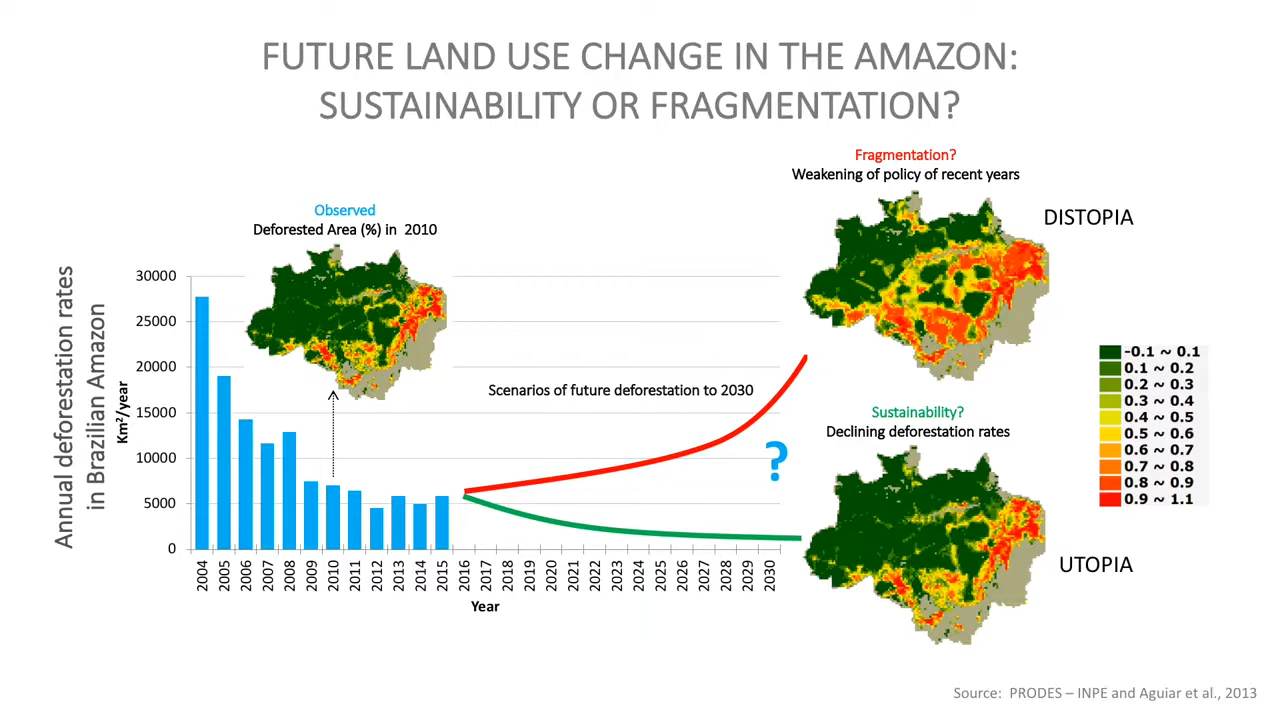 FUTURE LAND USE CHANGE IN THE AMAZON:
SUSTAINABILITY OR FRAGMENTATION?
Fragmentation?
Weakening of policy of recent years
DISTOPIA
Observed
Deforested Area (%) in 2010
Annual deforestation rates
in Brazilian Amazon
Km²/year
30000
25000
20000
15000
10000
5000
0
Scenarios of future deforestation to 2030
?
2004
2005
2006
2007
2008
2009
2010
2011
2012
2013
2014
2015
2016
2017
2018
2019
2020
2021
2022
2023
2024
2025
2026
2027
2028
2029
2030
Year
Sustainability?
Declining deforestation rates
UTOPIA
-0.1 ~ 0.1
0.1 ~ 0.2
0.2 ~ 0.3
0.3 ~ 0.4
0.4 ~ 0.5
0.5 ~ 0.6
0.6 ~ 0.7
0.7 ~ 0.8
0.8 ~ 0.9
0.9 ~ 1.1
Source: PRODES – INPE and Aguiar et al., 2013